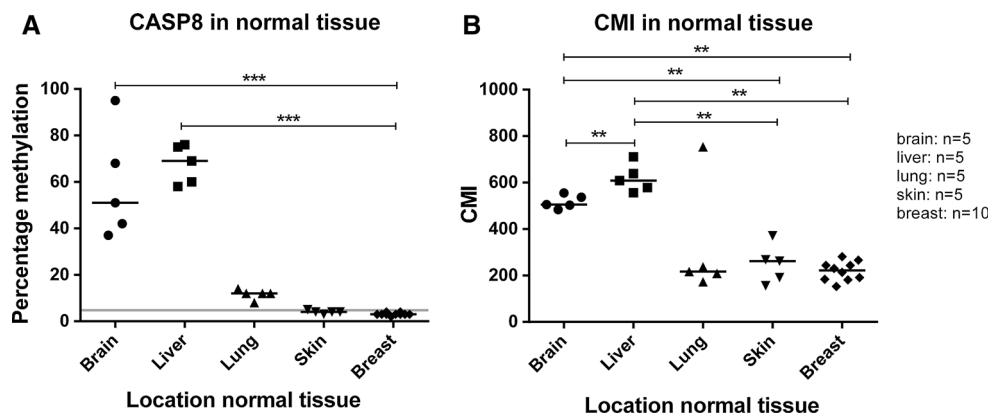 A
CASP8 in normal tissue
Percentage methylation
100
80
60
40
20
0
***
***
Brain
Liver
Lung
Skin
Breast
Location normal tissue
B
CMI in normal tissue
CMI
1000
800
600
400
200
0
**
**
**
**
**
Brain
Liver
Lung
Skin
Breast
Location normal tissue
brain: n=5
liver: n=5
lung: n=5
skin: n=5
breast: n=10